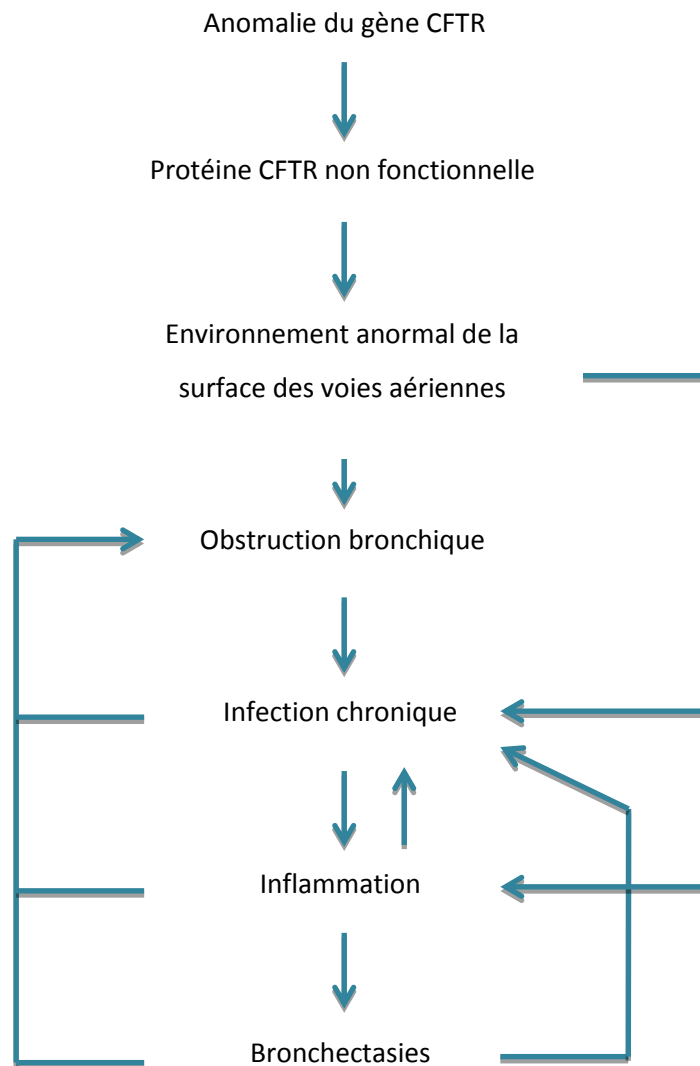 Anomalie du gène CFTR
Protéine CFTR non fonctionnelle
Environnement anormal de la
surface des voies aériennes
Obstruction bronchique
Infection chronique
Inflammation
Bronchectasies